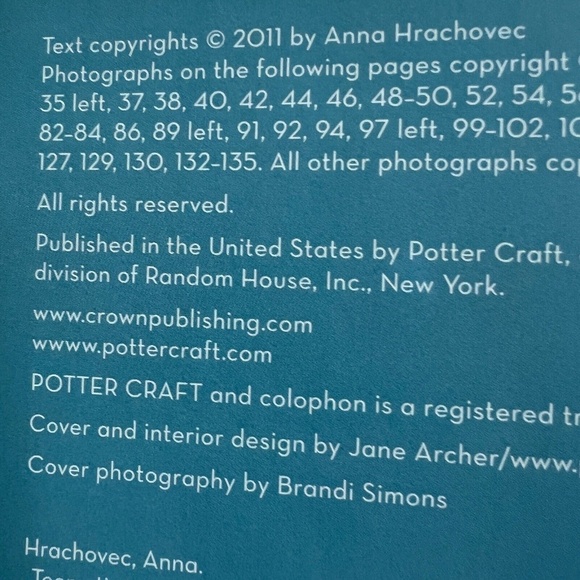 Text copyrights © 2011 by Anna Hrachovec
Photographs on the following pages copyright
35 left, 37, 38, 40, 42, 44, 46, 48-50, 52, 54,
82-84, 86, 89 left, 91, 92, 94, 97 left, 99-102,
127, 129, 130, 132-135. All other photographs
All rights reserved.
Published in the United States by Potter Craft,
division of Random House, Inc., New York.
www.crownpublishing.com
wwww.pottercraft.com
POTTER CRAFT and colophon is a registered
Cover and interior design by Jane Archer/www.
Cover photography by Brandi Simons
Hrachovec, Anna.